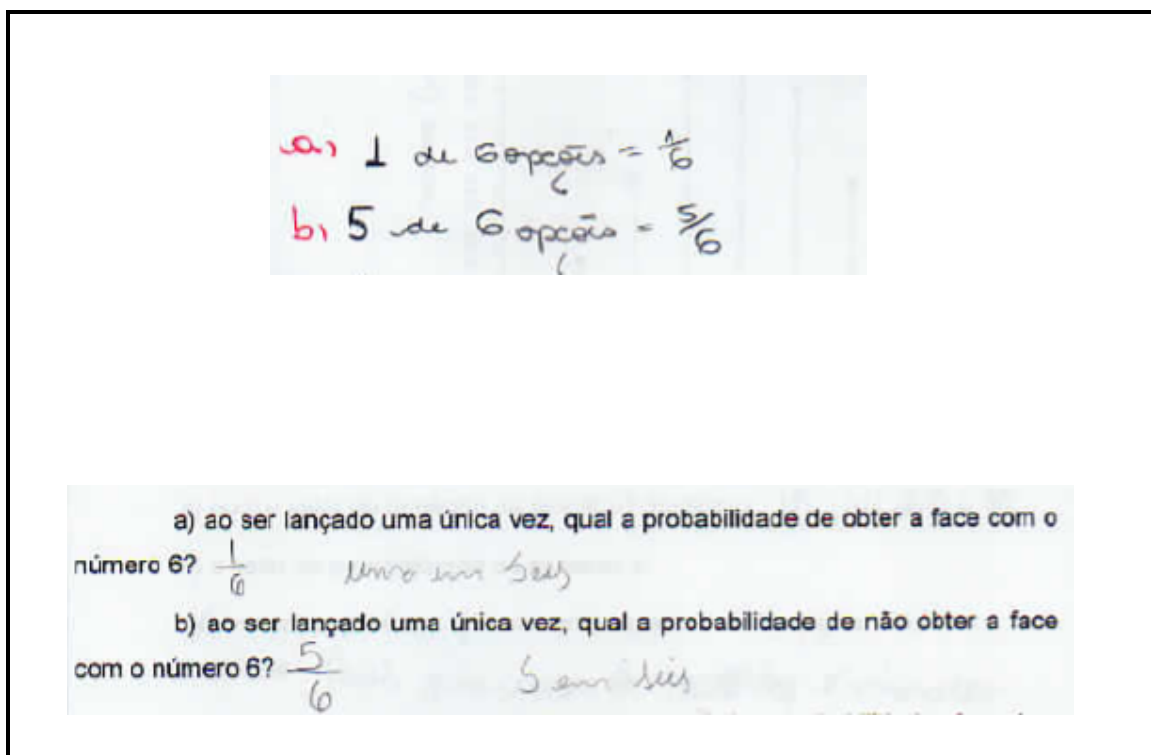 a) 1 de 6 opções = 1/6
b) 5 de 6 opções = 5/6
a) ao ser lançado uma única vez, qual a probabilidade de obter a face com o
número 6? 1/6 uma em seis
b) ao ser lançado uma única vez, qual a probabilidade de não obter a face
com o número 6? 5/6 5 em seis